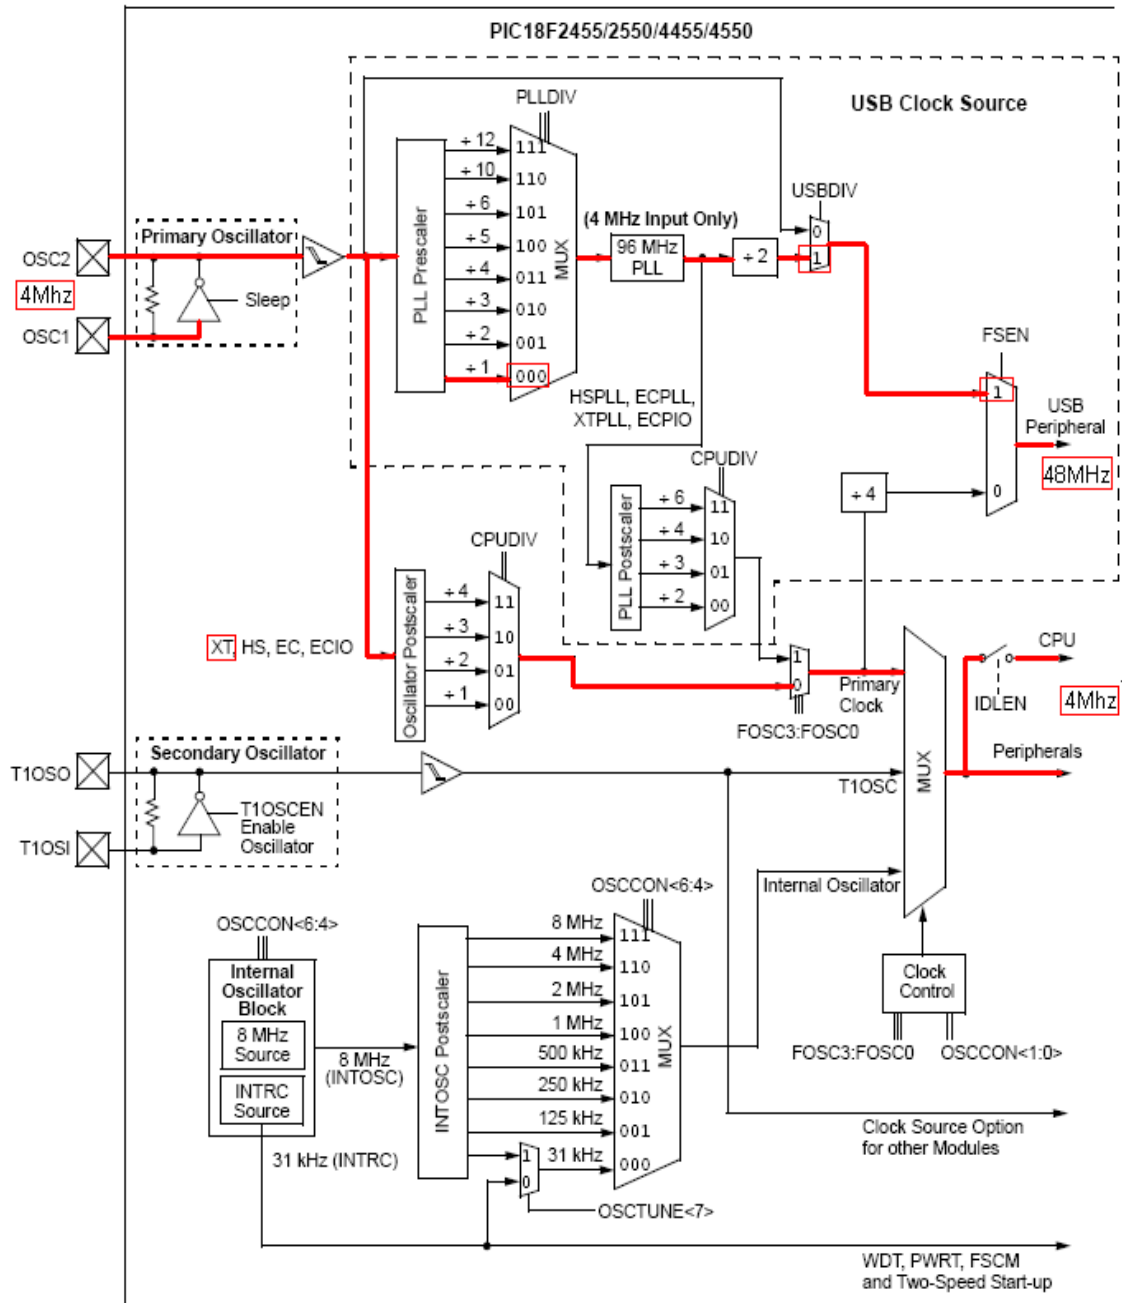 PIC18F2455/2550/4455/4550
USB Clock Source
PLLDIV
PLL Prescaler
÷ 12
÷ 10
÷ 6
÷ 5
÷ 4
÷ 3
÷ 2
÷ 1
111
110
101
100
011
010
001
000
MUX
(4 MHz Input Only)
96 MHz
PLL
÷ 2
USBDIV
0
1
Primary Oscillator
OSC2
4Mhz
OSC1
Sleep
FSEN
1
0
USB
Peripheral
48MHz
HSPLL, ECPLL,
XTPLL, ECPIO
CPUDIV
PLL Postscaler
÷ 6
÷ 4
÷ 3
÷ 2
11
10
01
00
÷ 4
CPUDIV
XT, HS, EC, ECIO
Oscillator Postscaler
÷ 4
÷ 3
÷ 2
÷ 1
11
10
01
00
1
0
FOSC3:FOSC0
Primary
Clock
MUX
CPU
IDLEN
4Mhz
Peripherals
Secondary Oscillator
T1OSO
T1OSCEN
Enable
Oscillator
T1OSI
T1OSC
Internal Oscillator
OSCCON<6:4>
Internal
Oscillator
Block
8 MHz
Source
INTRC
Source
8 MHz
(INTOSC)
31 kHz (INTRC)
INTOSC Postscaler
OSCCON<6:4>
8 MHz
4 MHz
2 MHz
1 MHz
500 kHz
250 kHz
125 kHz
31 kHz
111
110
101
100
011
010
001
000
MUX
1
0
OSCTUNE<7>
Clock
Control
FOSC3:FOSC0
OSCCON<1:0>
Clock Source Option
for other Modules
WDT, PWRT, FSCM
and Two-Speed Start-up